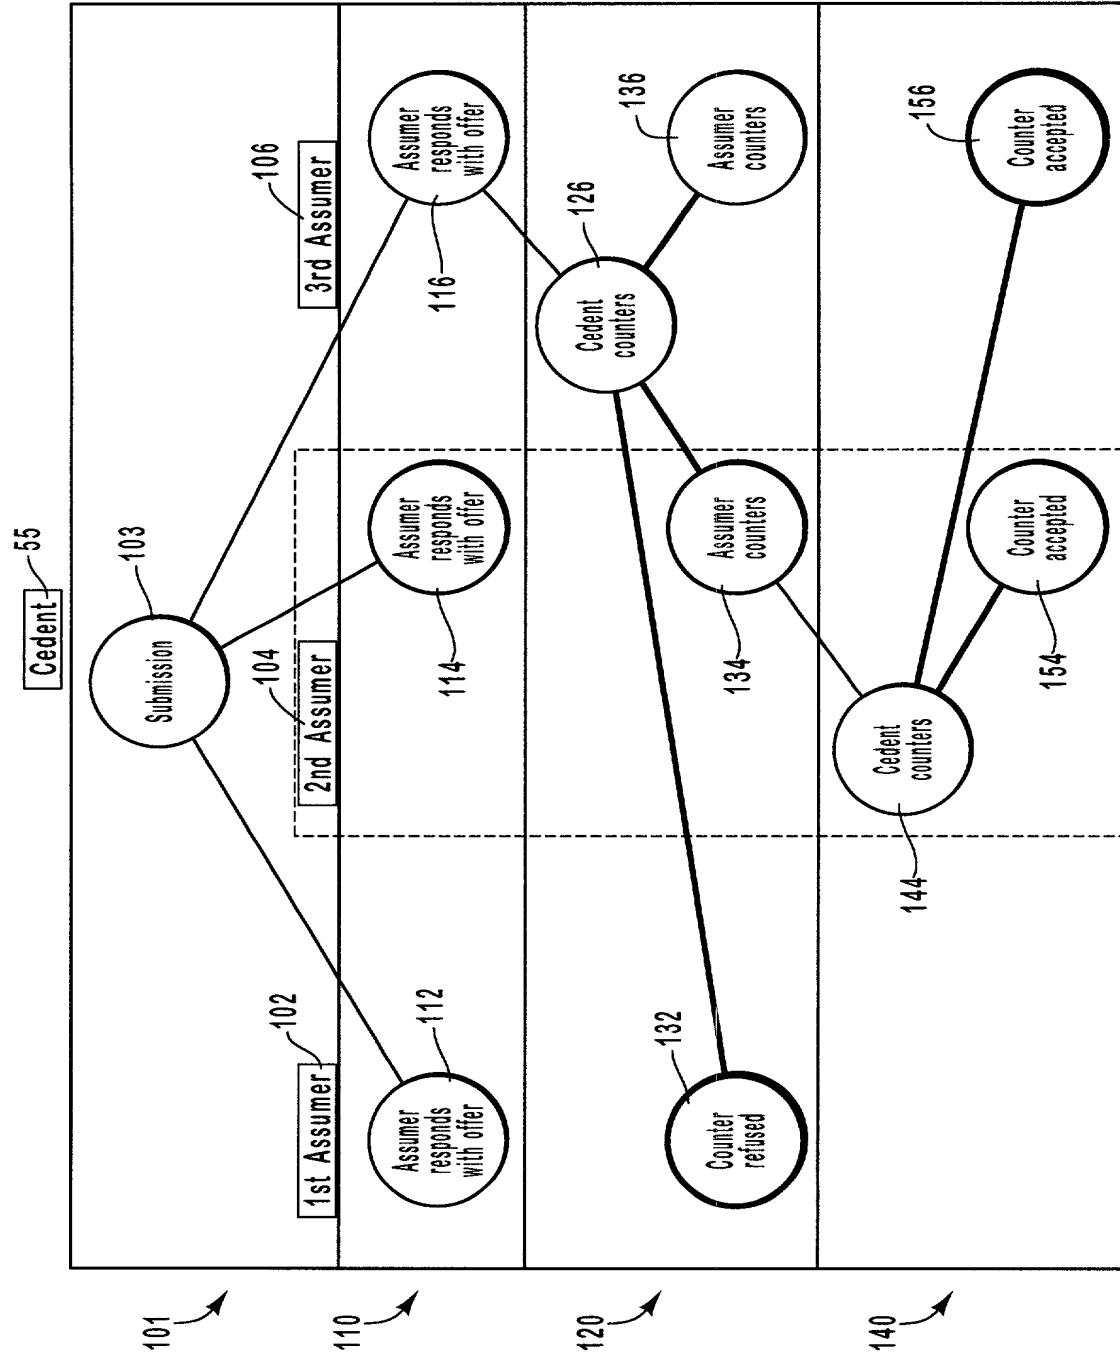 Cedent
55
Submission
103
1st Assumer
102
2nd Assumer
104
3rd Assumer
106
101
Assumer
responds
with offer
112
Assumer
responds
with offer
114
Assumer
responds
with offer
116
110
Cedent
counters
126
Counter
refused
132
Assumer
counters
134
Assumer
counters
136
120
Cedent
counters
144
Counter
accepted
154
Counter
accepted
156
140